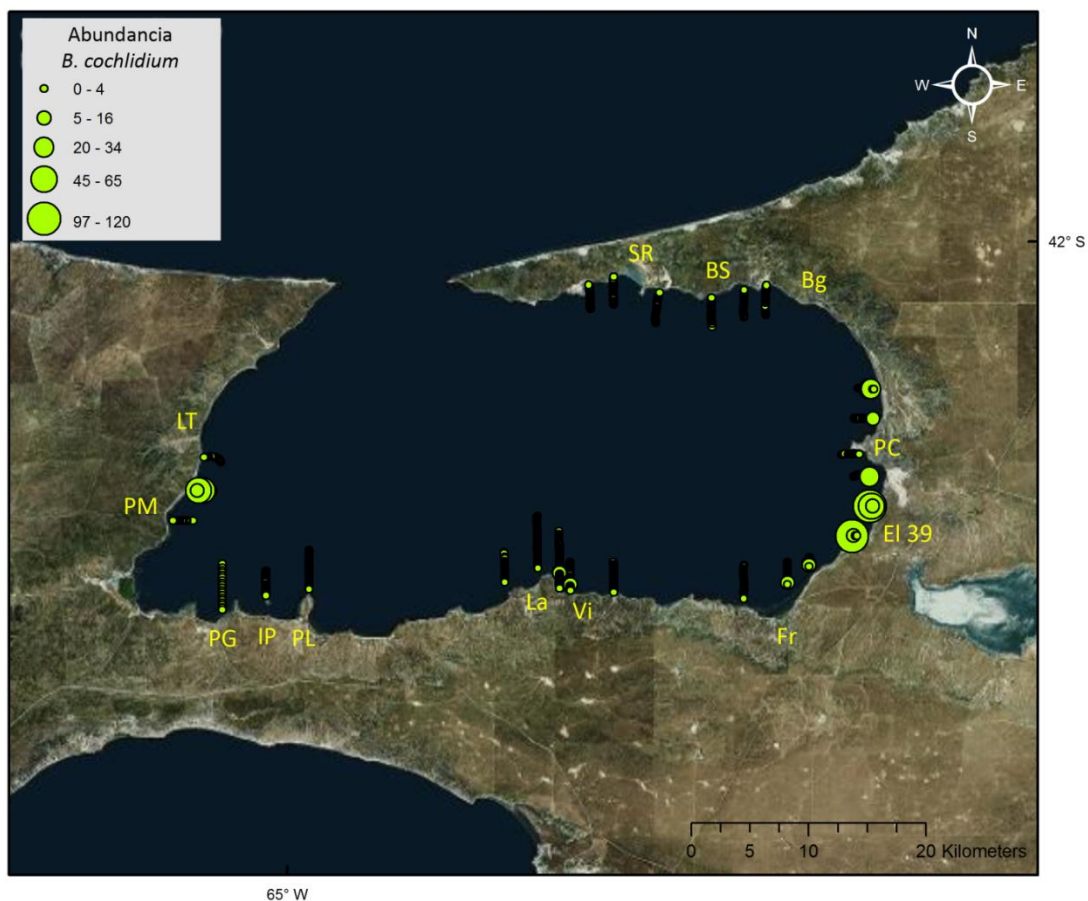 Abundancia
B. cochlidium
0 - 4
5 - 16
20 - 34
45 - 65
97 - 120
N
W E
S
42° S
SR
BS
Bg
LT
PC
PM
El 39
La
Vi
PG
IP
PL
Fr
0 5 10 20 Kilometers
65° W